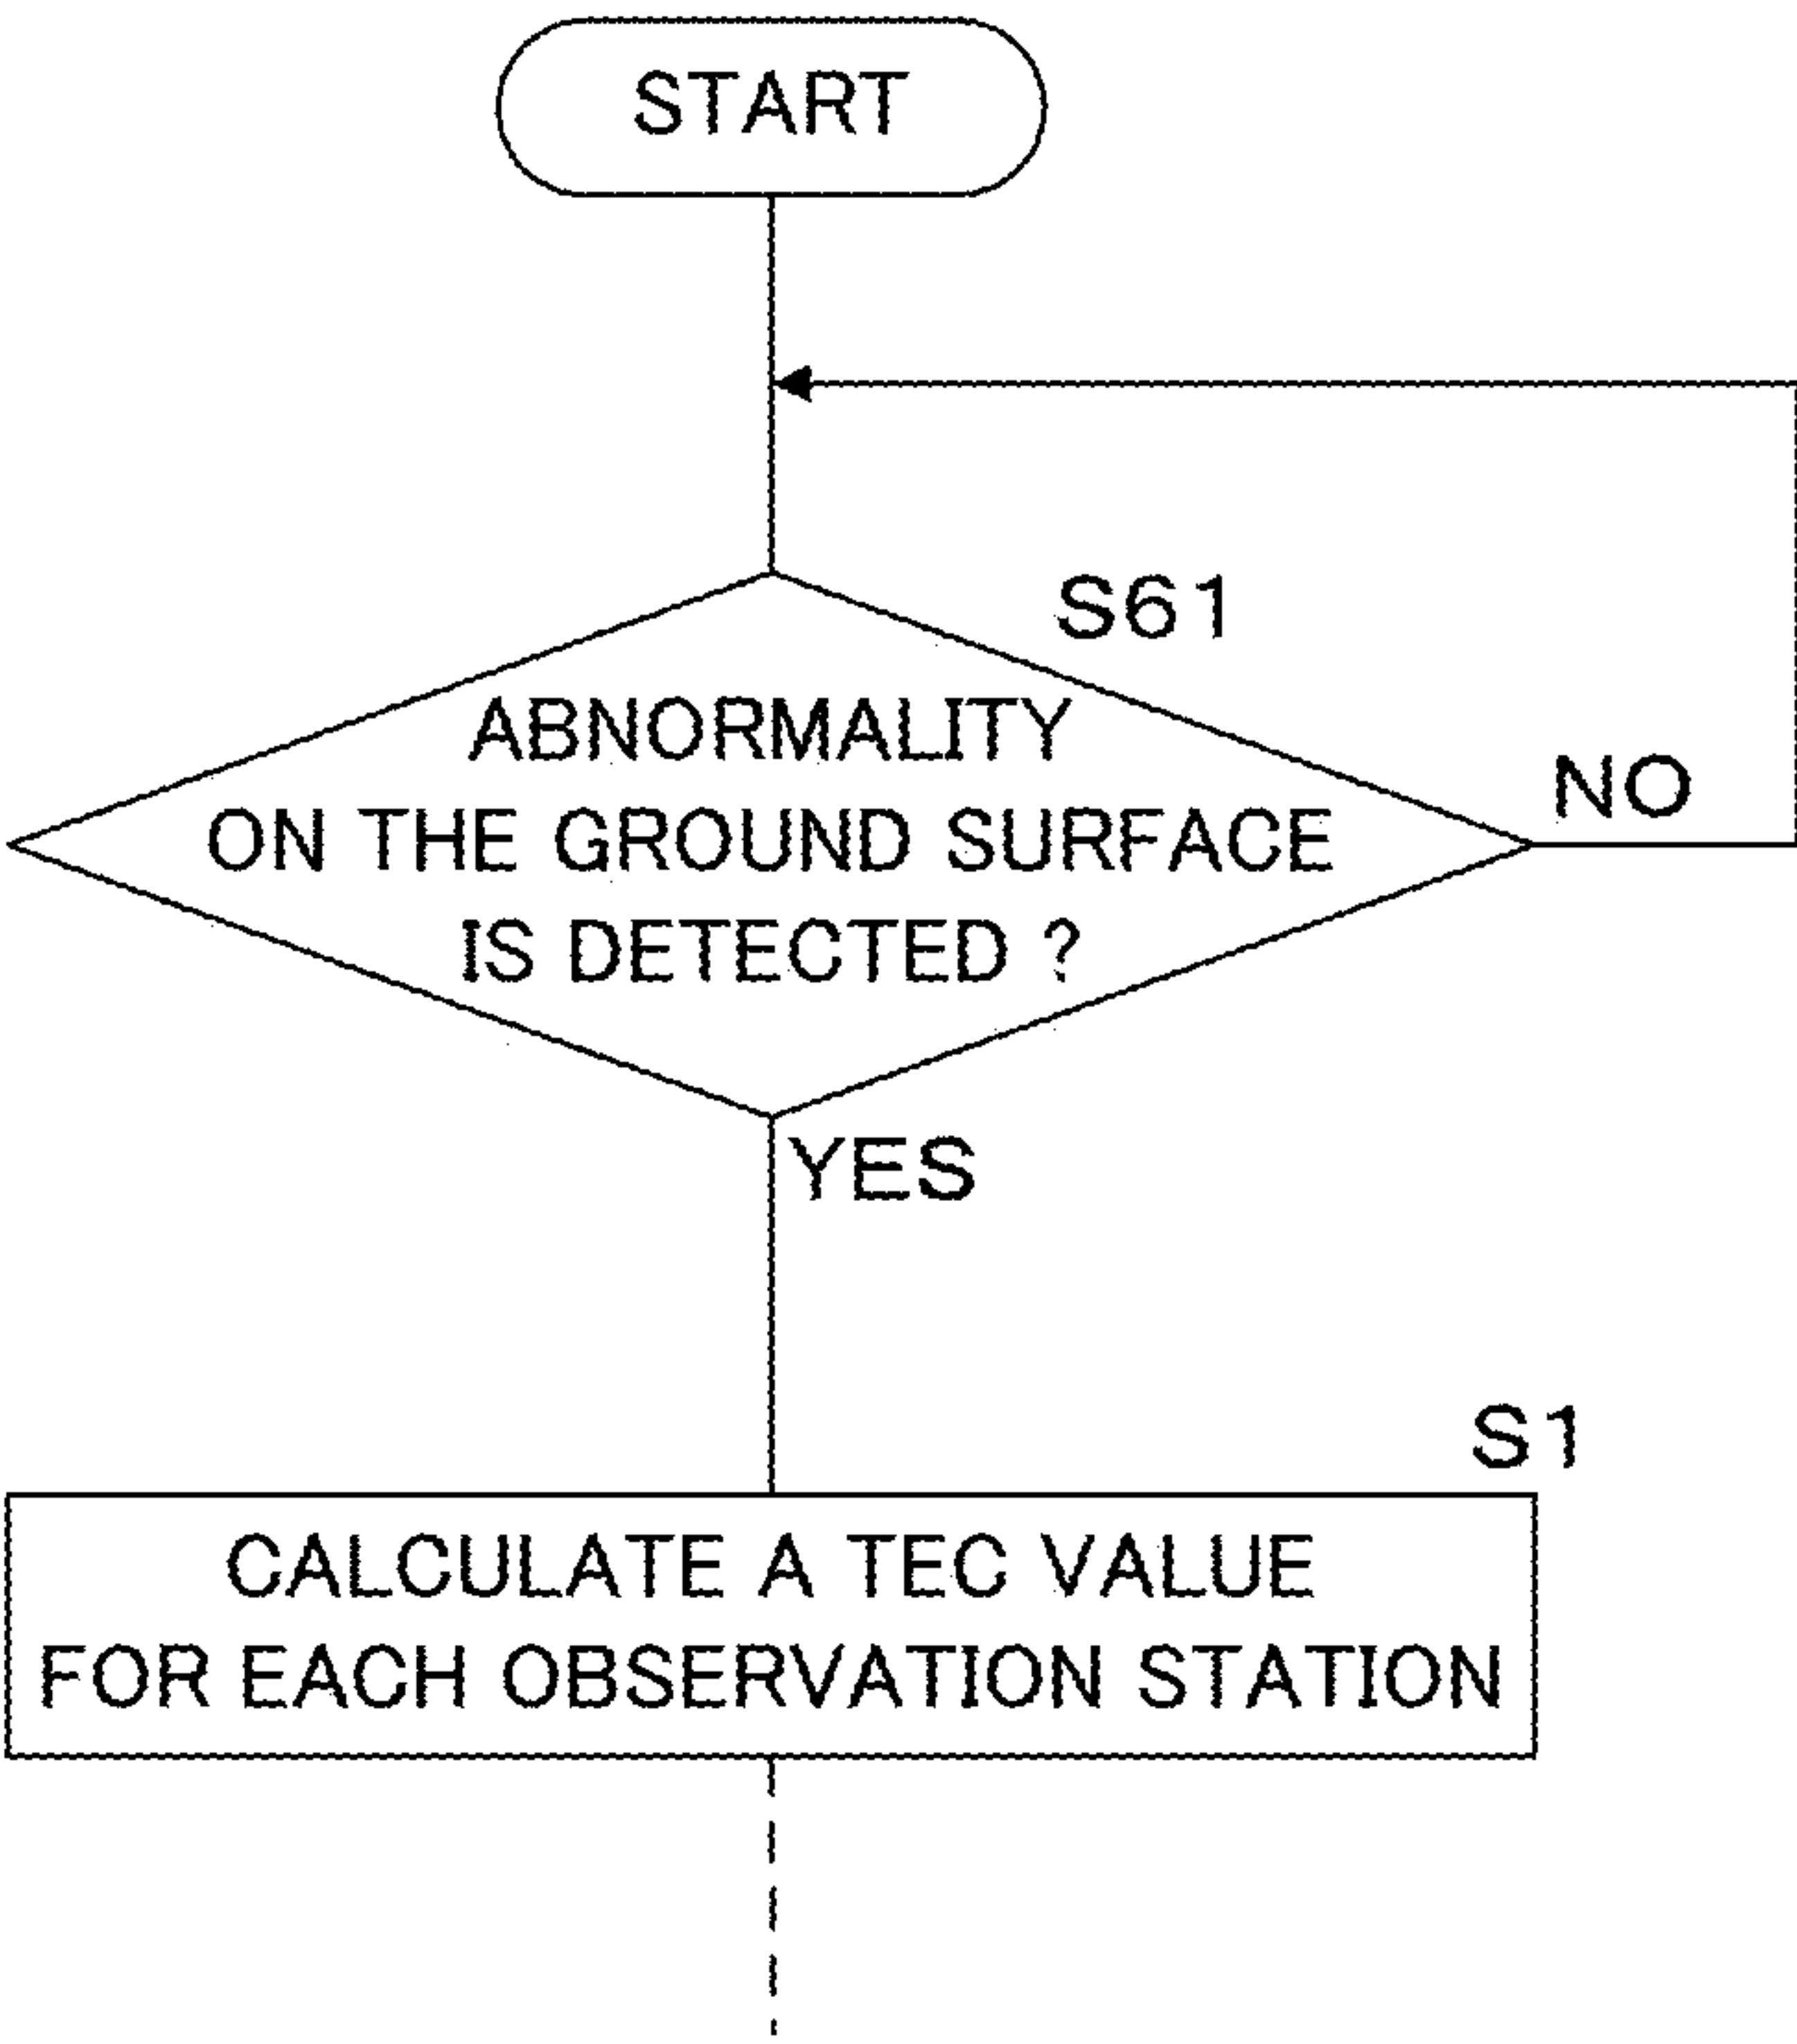 START
S61
ABNORMALITY
ON THE GROUND SURFACE
IS DETECTED ?
NO
YES
S1
CALCULATE A TEC VALUE
FOR EACH OBSERVATION STATION